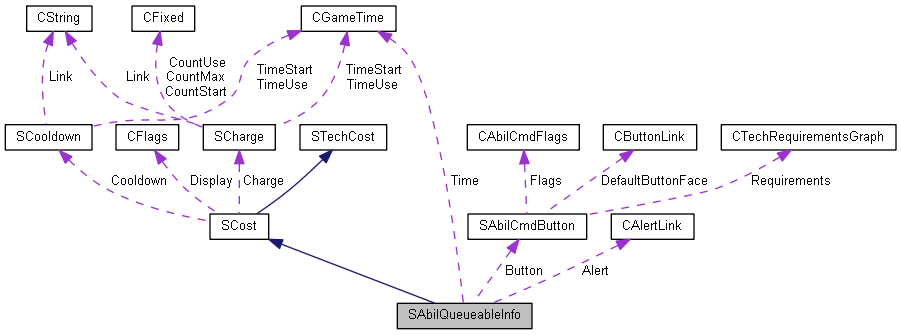 CString
CFixed
CGameTime
CountUse
CountMax
CountStart
Link
Link
TimeStart
TimeUse
TimeStart
TimeUse
SCooldown
CFlags
SCharge
STechCost
CAbilCmdFlags
CButtonLink
CTechRequirementsGraph
Cooldown
Display
Charge
Time
Flags
DefaultButtonFace
Requirements
SCost
SAbilCmdButton
CAlertLink
Button
Alert
SAbilQueueableInfo